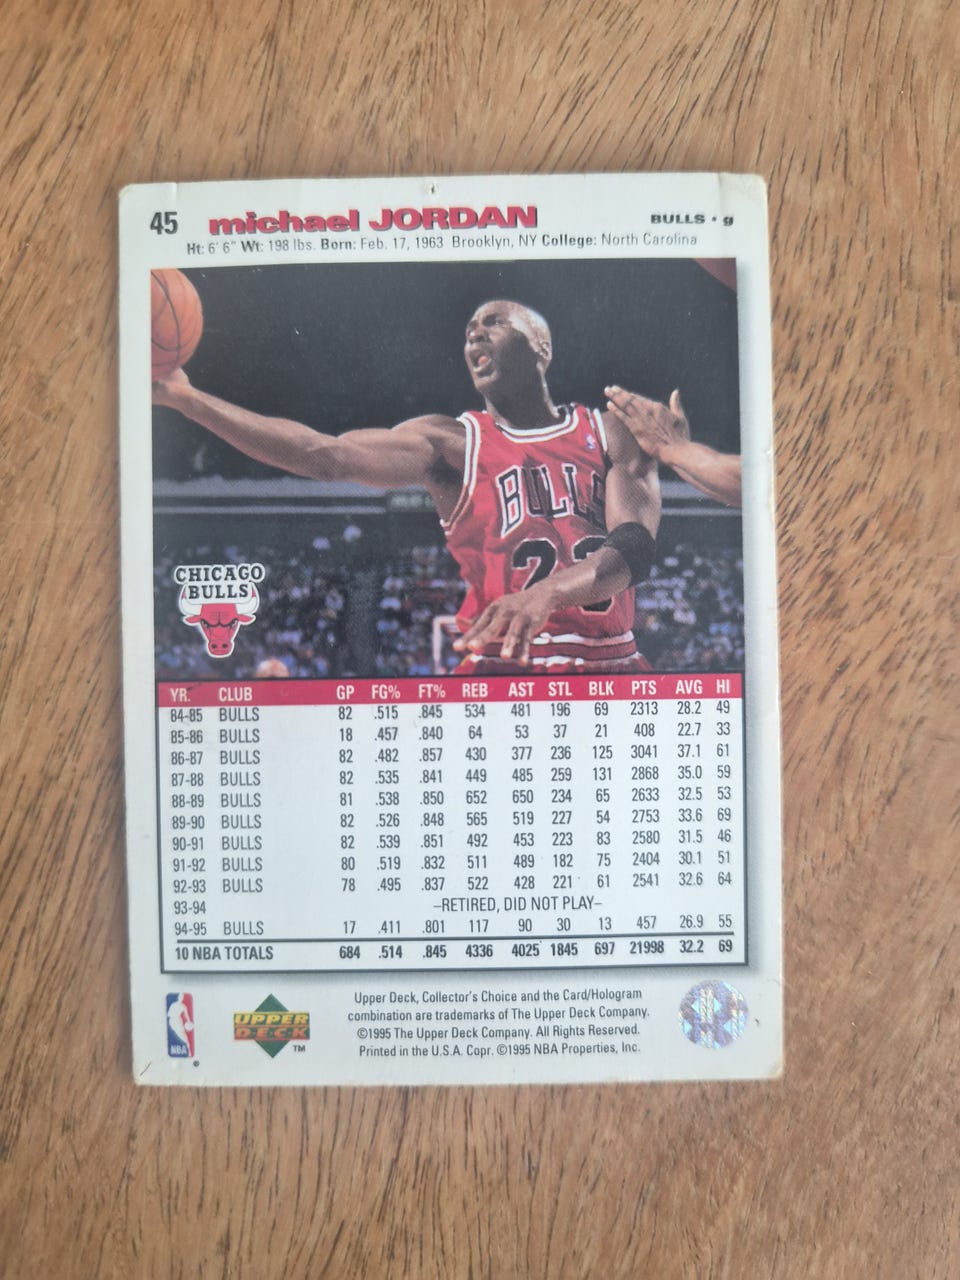 45 michael JORDAN BULLS • g
Ht: 6' 6" Wt: 198 lbs. Born: Feb. 17, 1963 Brooklyn, NY College: North Carolina
BULLS
23
CHICAGO
BULLS
YR. CLUB GP FG% FT% REB AST STL BLK PTS AVG HI
84-85 BULLS 82 .515 .845 534 481 196 69 2313 28.2 49
85-86 BULLS 18 .457 .840 64 53 37 21 408 22.7 33
86-87 BULLS 82 .482 .857 430 377 236 125 3041 37.1 61
87-88 BULLS 82 .535 .841 449 485 259 131 2868 35.0 59
88-89 BULLS 81 .538 .850 652 650 234 65 2633 32.5 53
89-90 BULLS 82 .526 .848 565 519 227 54 2753 33.6 69
90-91 BULLS 82 .539 .851 492 453 223 83 2580 31.5 46
91-92 BULLS 80 .519 .832 511 489 182 75 2404 30.1 51
92-93 BULLS 78 .495 .837 522 428 221 61 2541 32.6 64
93-94 –RETIRED, DID NOT PLAY–
94-95 BULLS 17 .411 .801 117 90 30 13 457 26.9 55
10 NBA TOTALS 684 .514 .845 4336 4025 1845 697 21998 32.2 69
NBA ®
UPPER
DECK ™
Upper Deck, Collector's Choice and the Card/Hologram
combination are trademarks of The Upper Deck Company.
©1995 The Upper Deck Company. All Rights Reserved.
Printed in the U.S.A. Copr. ©1995 NBA Properties, Inc.